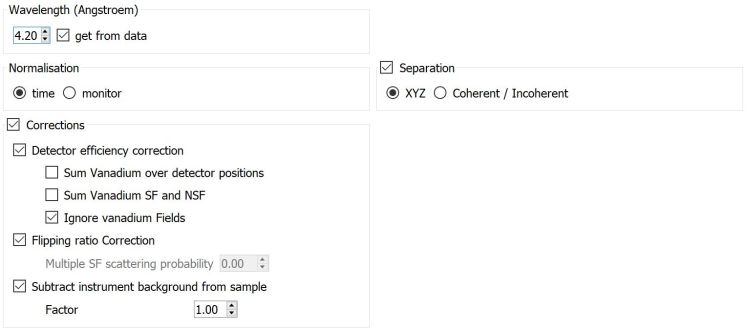 Wavelength (Angstroem)
4.20 get from data
Normalisation
time monitor
Separation
XYZ Coherent / Incoherent
Corrections
Detector efficiency correction
Sum Vanadium over detector positions
Sum Vanadium SF and NSF
Ignore vanadium Fields
Flipping ratio Correction
Multiple SF scattering probability 0.00
Subtract instrument background from sample
Factor 1.00